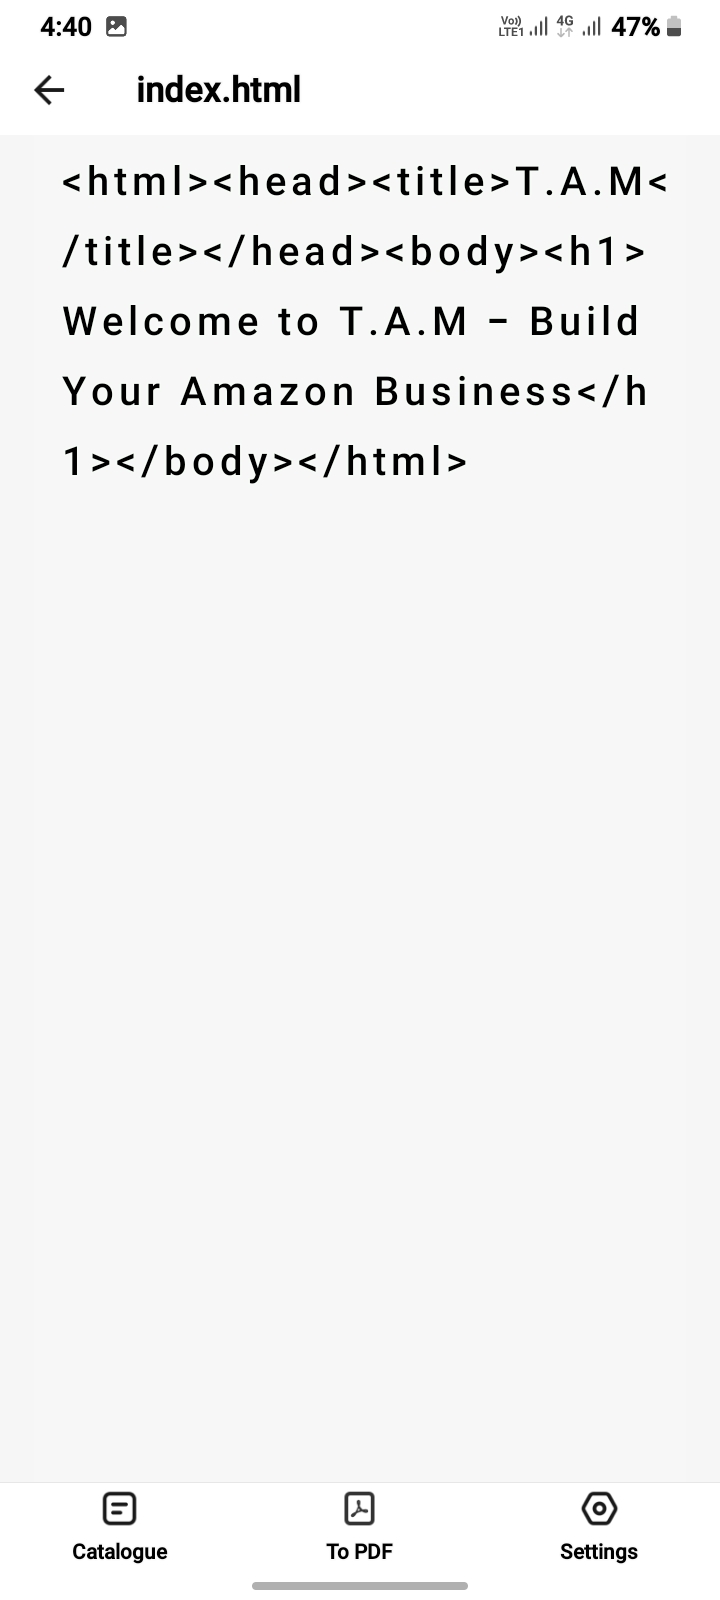 4:40 Vo) LTE1 4G 47%
index.html
<html><head><title>T.A.M<
/title></head><body><h1>
Welcome to T.A.M - Build
Your Amazon Business</h
1></body></html>
Catalogue To PDF Settings